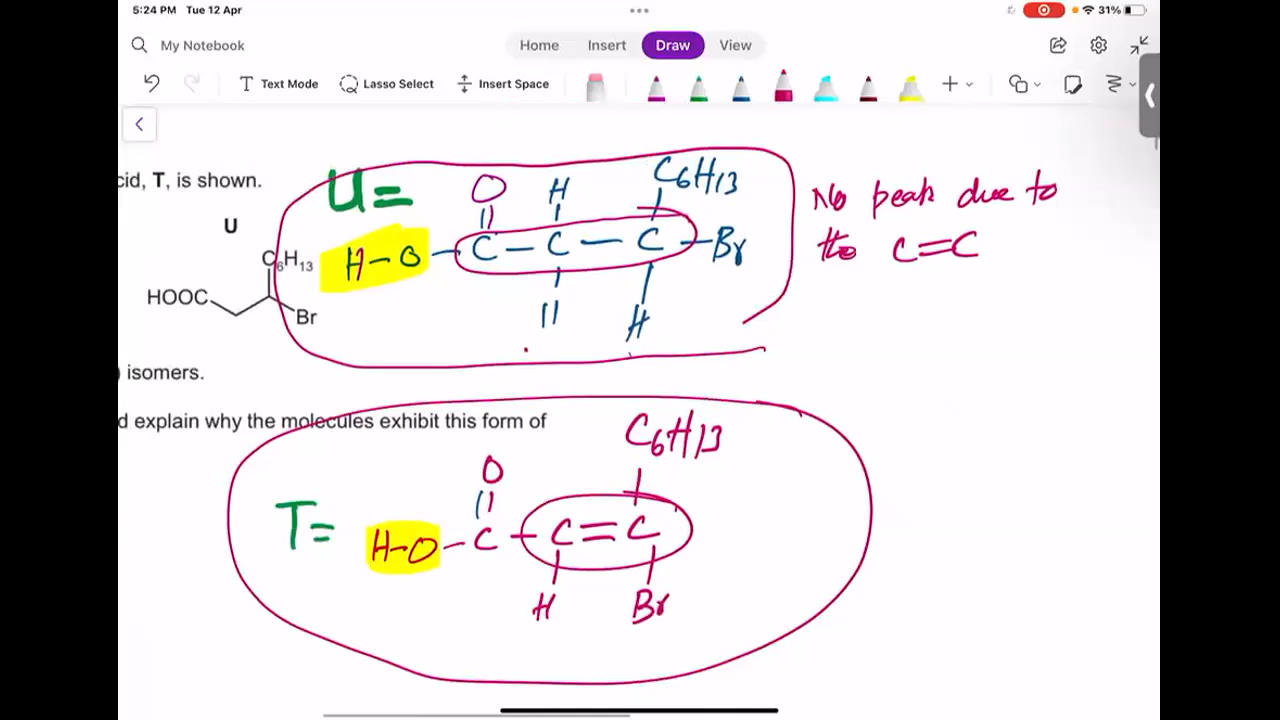 5:24 PM Tue 12 Apr
31%
My Notebook
Home Insert Draw View
Text Mode Lasso Select Insert Space
cid, T, is shown.
U
C6H13
HOOC
Br
isomers.
d explain why the molecules exhibit this form of
U=
O H C6H13
H-O-C-C-C-Br
H H
No peak due to
the C=C
T=
O C6H13
H-O-C-C=C
H Br